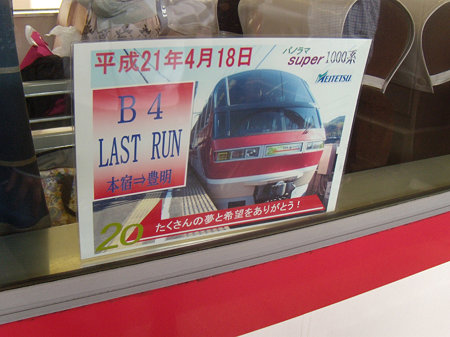 平成21年4月18日
パノラマ
super 1000系
MEITETSU
B4
LAST RUN
本宿⇒豊明
20
たくさんの夢と希望をありがとう！